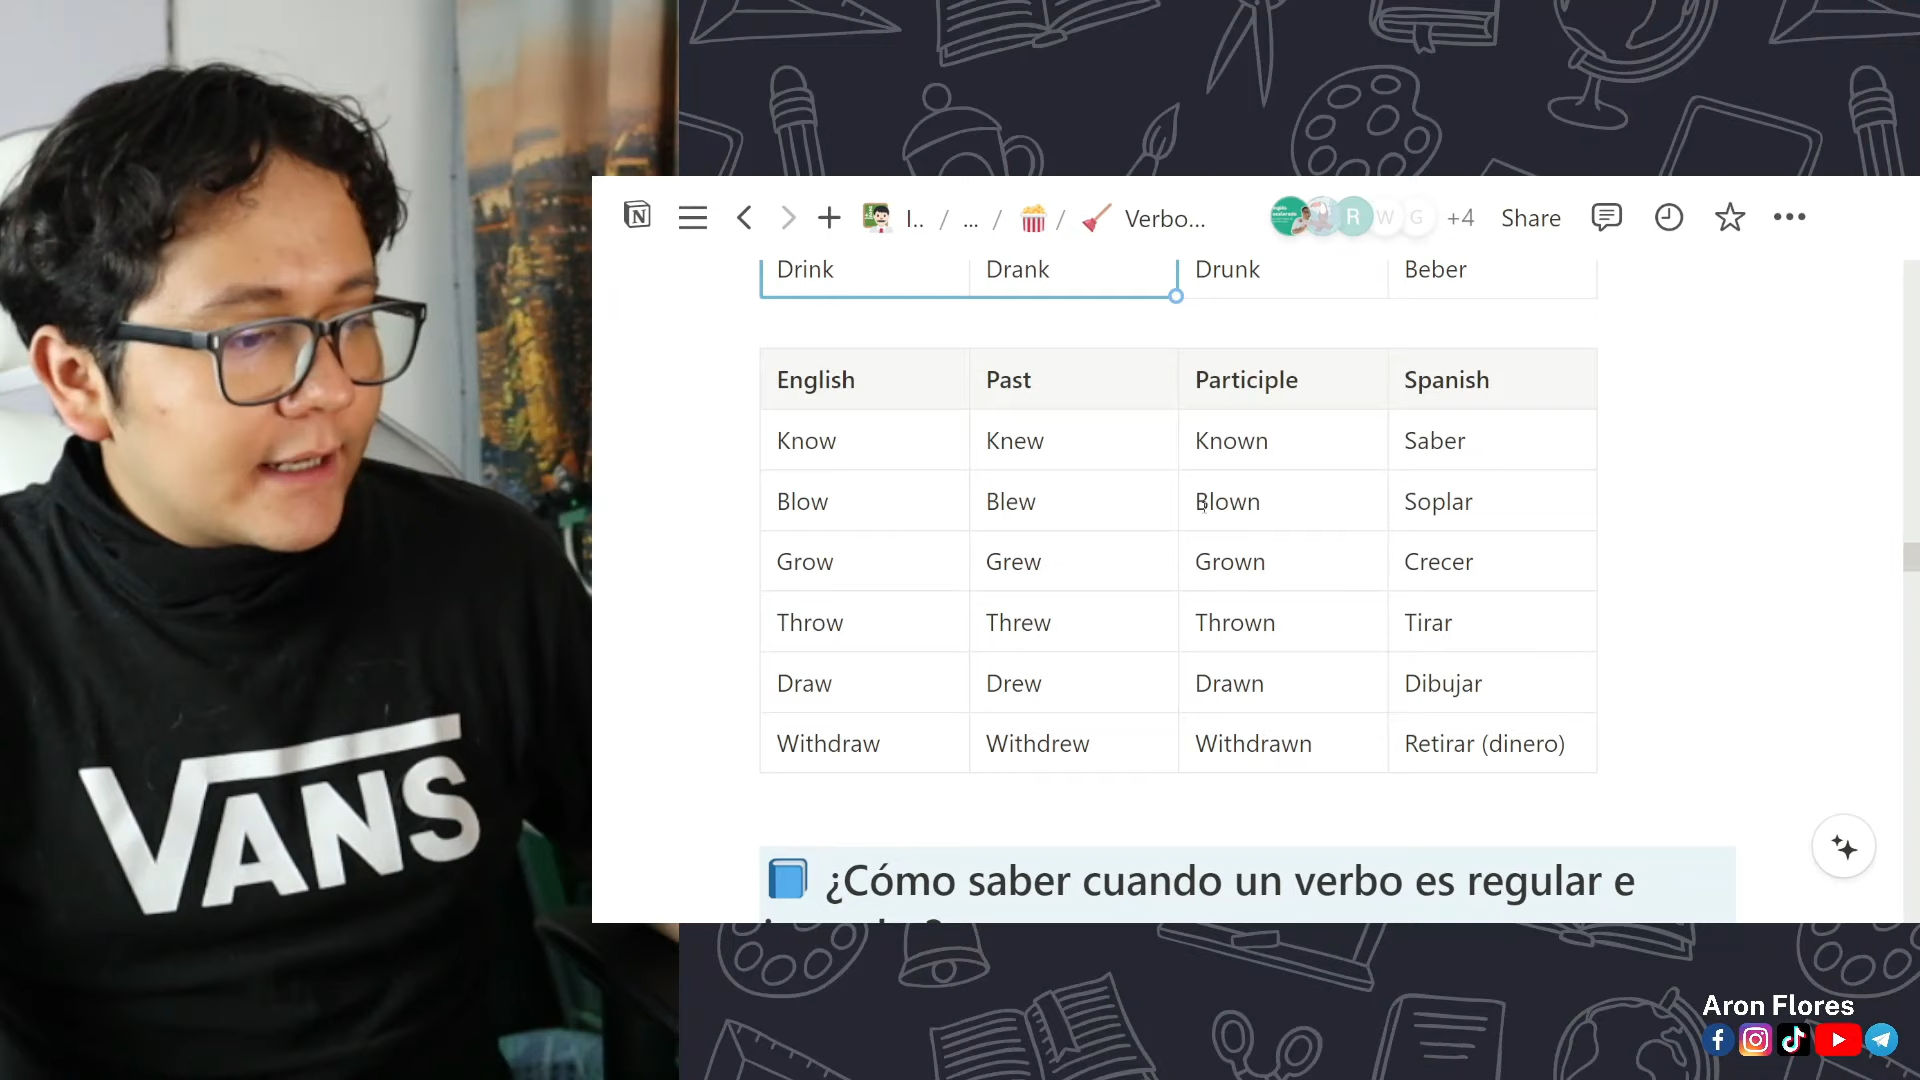 I.. / ... / / Verbo... R W G +4 Share
Drink Drank Drunk Beber
English Past Participle Spanish
Know Knew Known Saber
Blow Blew Blown Soplar
Grow Grew Grown Crecer
Throw Threw Thrown Tirar
Draw Drew Drawn Dibujar
Withdraw Withdrew Withdrawn Retirar (dinero)
¿Cómo saber cuando un verbo es regular e
VANS
Aron Flores